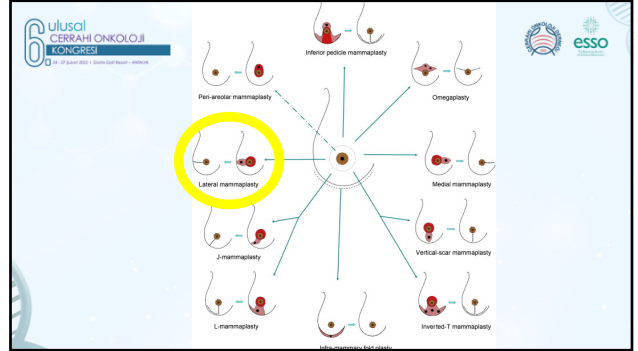 6. ulusal
CERRAHİ ONKOLOJİ
KONGRESİ
esso
Inferior pedicle mammaplasty
Peri-areolar mammaplasty
Omegaplasty
Lateral mammaplasty
Medial mammaplasty
J-mammaplasty
Vertical-scar mammaplasty
L-mammaplasty
Inverted-T mammaplasty
Infra-mammary fold plasty